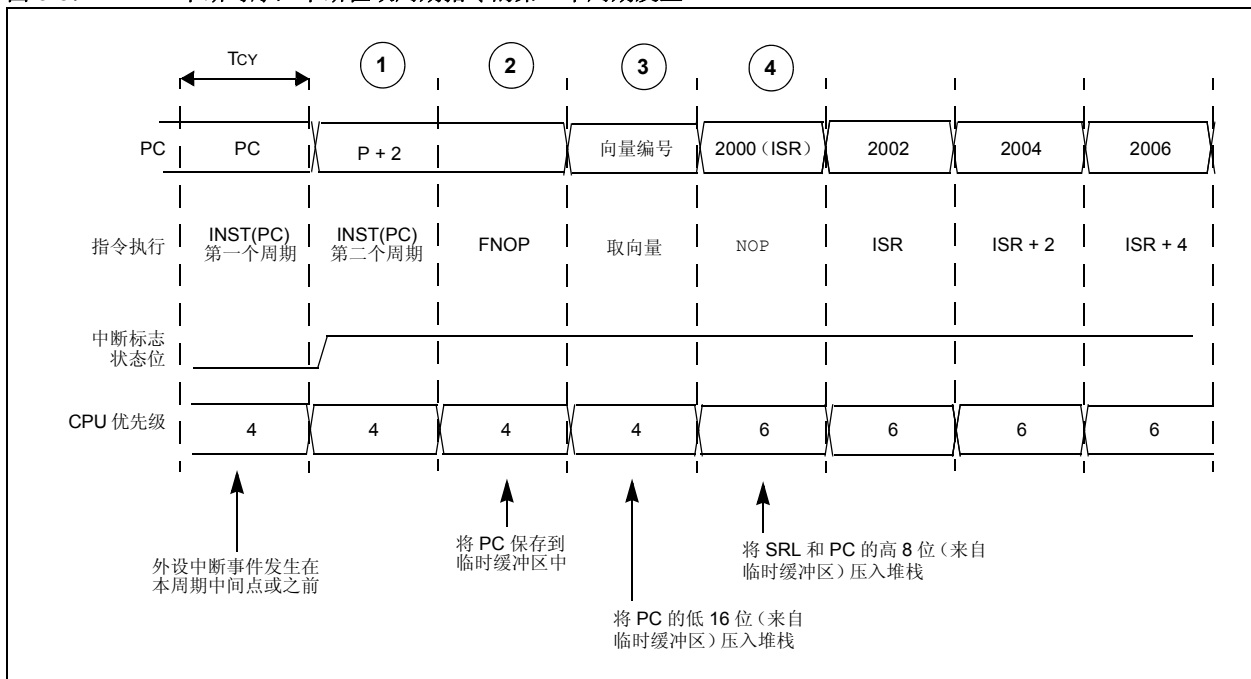 TCY
1
2
3
4
PC
PC
P + 2
向量编号
2000（ISR）
2002
2004
2006
指令执行
INST(PC)
第一个周期
INST(PC)
第二个周期
FNOP
取向量
NOP
ISR
ISR + 2
ISR + 4
中断标志
状态位
CPU 优先级
4
4
4
4
6
6
6
6
外设中断事件发生在
本周期中间点或之前
将 PC 保存到
临时缓冲区中
将 PC 的低 16 位（来自
临时缓冲区）压入堆栈
将 SRL 和 PC 的高 8 位（来自
临时缓冲区）压入堆栈